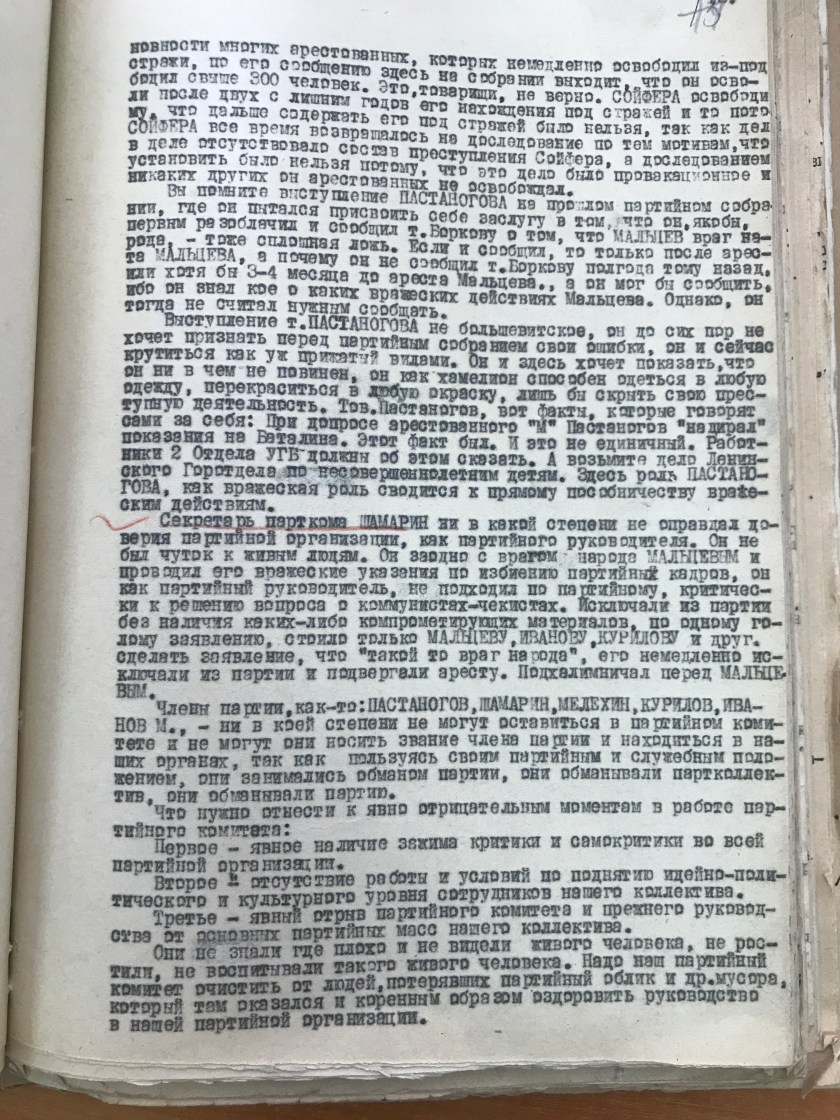 новности многих арестованных, которых немедленно освободил из-под
стражи, по его сообщению здесь на собрании выходит, что он осво-
бодил свыше 300 человек. Это,товарищи, не верно. СОЙФЕРА освободи
ли после двух с лишним годов его нахождения под стражей и то пото
му, что дальше содержать его под стражей было нельзя, так как дел
СОЙФЕРА все время возвращалось на доследование по тем мотивам,что
в деле отсутствовало состав преступления Сойфера, а доследованием
установить было нельзя потому, что это дело было провакационное и
никаких других он арестованных не освобождал.
Вы помните выступление ПАСТАНОГОВА на прошлом партийном собра-
нии, где он пытался присвоить себе заслугу в том, что он,якобы,
первым разоблачил и сообщил т.Боркову о том, что МАЛЬЦЕВ враг на-
рода, - тоже сплошная ложь. Если и сообщил, то только после арес-
та МАЛЬЦЕВА, а почему он не сообщил т.Боркову полгода тому назад,
или хотя бы 3-4 месяца до ареста Мальцева., а он мог бы сообщить,
ибо он знал кое о каких вражеских действиях Мальцева. Однако, он
тогда не считал нужным сообщать.
Выступление т.ПАСТАНОГОВА не большевитское, он до сих пор не
хочет признать перед партийным собранием свои ошибки, он и сейчас
крутиться как уж прижатый вилами. Он и здесь хочет показать,что
он ни в чем не повинен, он как хамелион способен одеться в любую
одежду, перекраситься в любую окраску, лишь бы скрыть свою прес-
тупную деятельность. Тов.Пастаногов, вот факты, которые говорят
сами за себя: При допросе арестованного "М" Пастаногов "надирал"
показания на Баталина. Этот факт был. И это не единичный. Работ-
ники 2 Отдела УГБ должны об этом сказать. А возьмите дело Ленин-
ского Горотдела по несовершеннолетним детям. Здесь роль ПАСТАНО-
ГОВА, как вражеская роль сводится х прямому пособничеству враже-
ским действиям.
Секретарь парткома ШАМАРИН ни в какой степени не оправдал до-
верия партийной организации, как партийного руководителя. Он не
был чуток к живым людям. Он заодно с врагом народа МАЛЬЦЕВЫМ и
проводил его вражеские указания по избиению партийных кадров, он
как партийный руководитель, не подходил по партийному, критичес-
ки к решению вопроса о коммунистах-чекистах. Исключали из партии
без наличия каких-либо компрометирующих материалов, по одному го-
лому заявлению, стоило только МАЛЬЦЕВУ,ИВАНОВУ,КУРИЛОВУ и друг.
сделать заявление, что "такой то враг народа", его немедленно ис-
ключали из партии и подвергали аресту. Подхалимничал перед МАЛЬЦЕ-
ВЫМ.
Члены партии,как-то:ПАСТАНОГОВ,ШАМАРИН,МЕЛЕХИН,КУРИЛОВ,ИВА-
НОВ М., - ни в коей степени не могут оставиться в партийном коми-
тете и не могут они носить звание члена партии и находиться в на-
ших органах, так как пользуясь своим партийным и служебным поло-
жением, они занимались обманом партии, они обманывали партколлек-
тив, они обманывали партию.
Что нужно отнести к явно отрицательным моментам в работе пар-
тийного комитета:
Первое - явное наличие зажима критики и самокритики во всей
партийной организации.
Второе - отсутствие работы и условий по поднятию идейно-поли-
тического и культурного уровня сотрудников нашего коллектива.
Третье - явный отрыв партийного комитета и прежнего руковод-
ства от основных партийных масс нашего коллектива.
Они не знали где плохо и не видели живого человека, не рос-
тили, не воспитывали такого живого человека. Надо наш партийный
комитет очистить от людей,потерявших партийный облик и др.мусора,
который там оказался и коренным образом оздоровить руководство
в нашей партийной организации.